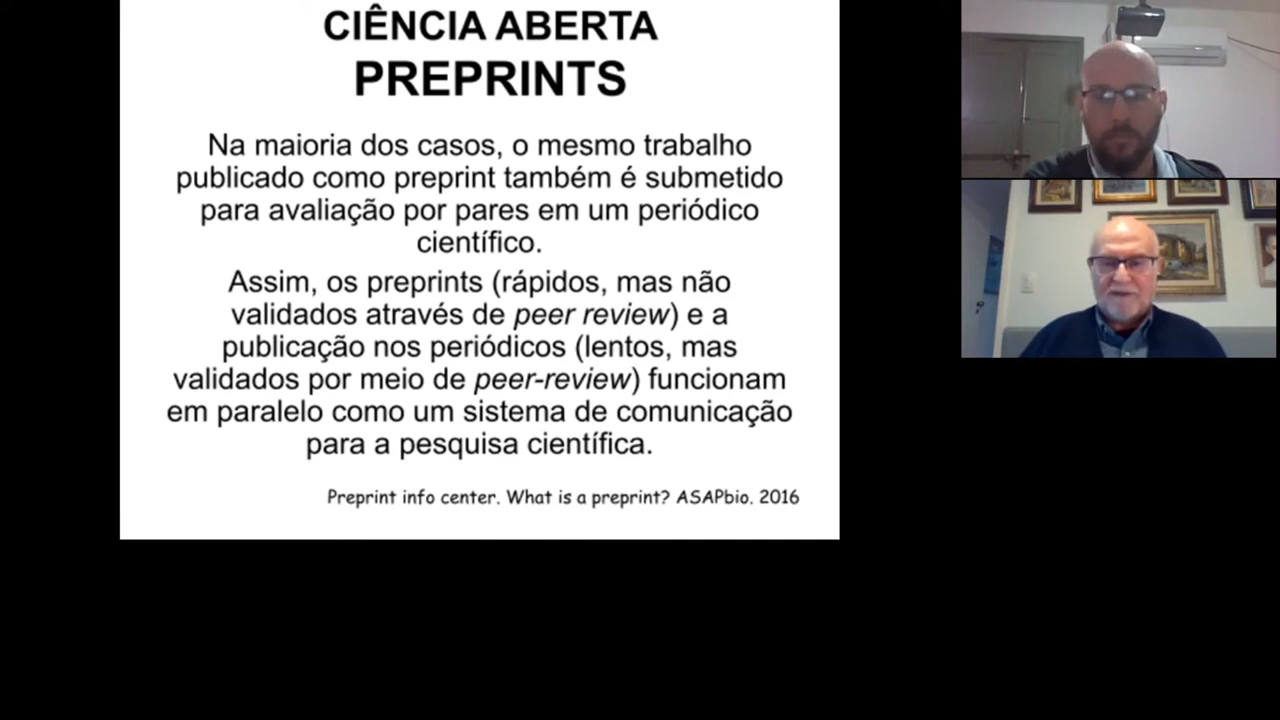 CIÊNCIA ABERTA
PREPRINTS
Na maioria dos casos, o mesmo trabalho
publicado como preprint também é submetido
para avaliação por pares em um periódico
científico.
Assim, os preprints (rápidos, mas não
validados através de peer review) e a
publicação nos periódicos (lentos, mas
validados por meio de peer-review) funcionam
em paralelo como um sistema de comunicação
para a pesquisa científica.
Preprint info center. What is a preprint? ASAPbio. 2016